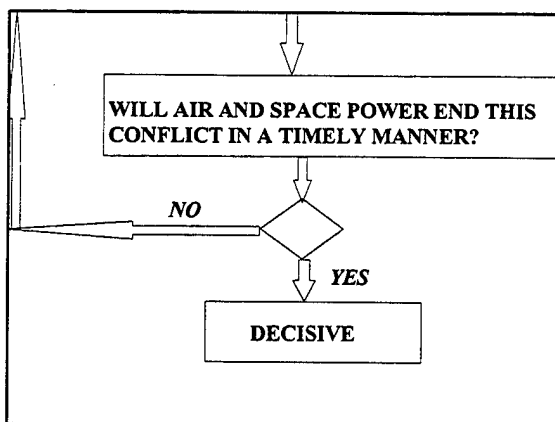 WILL AIR AND SPACE POWER END THIS
CONFLICT IN A TIMELY MANNER?
NO
YES
DECISIVE